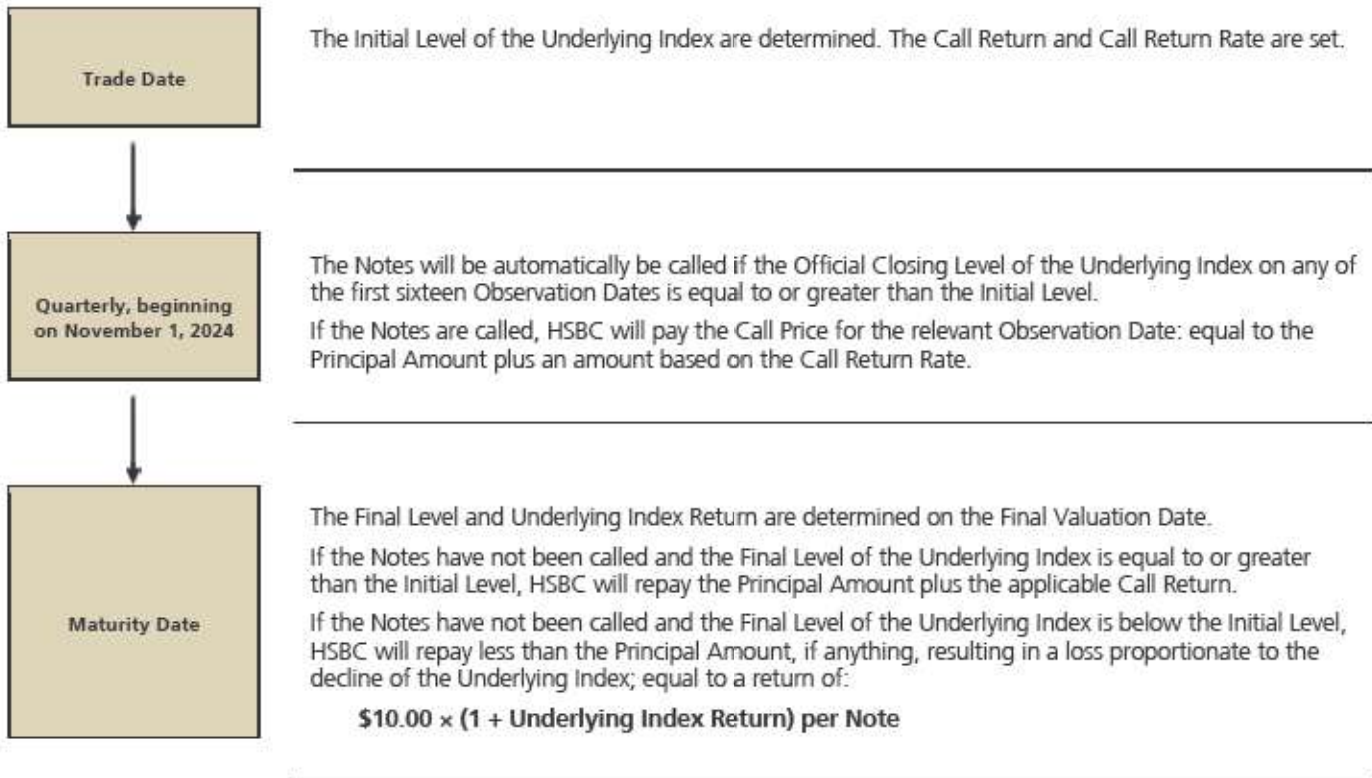 Trade Date
The Initial Level of the Underlying Index are determined. The Call Return and Call Return Rate are set.
Quarterly, beginning
on November 1, 2024
The Notes will be automatically be called if the Official Closing Level of the Underlying Index on any of
the first sixteen Observation Dates is equal to or greater than the Initial Level.
If the Notes are called, HSBC will pay the Call Price for the relevant Observation Date: equal to the
Principal Amount plus an amount based on the Call Return Rate.
Maturity Date
The Final Level and Underlying Index Return are determined on the Final Valuation Date.
If the Notes have not been called and the Final Level of the Underlying Index is equal to or greater
than the Initial Level, HSBC will repay the Principal Amount plus the applicable Call Return.
If the Notes have not been called and the Final Level of the Underlying Index is below the Initial Level,
HSBC will repay less than the Principal Amount, if anything, resulting in a loss proportionate to the
decline of the Underlying Index; equal to a return of:
$10.00 × (1 + Underlying Index Return) per Note